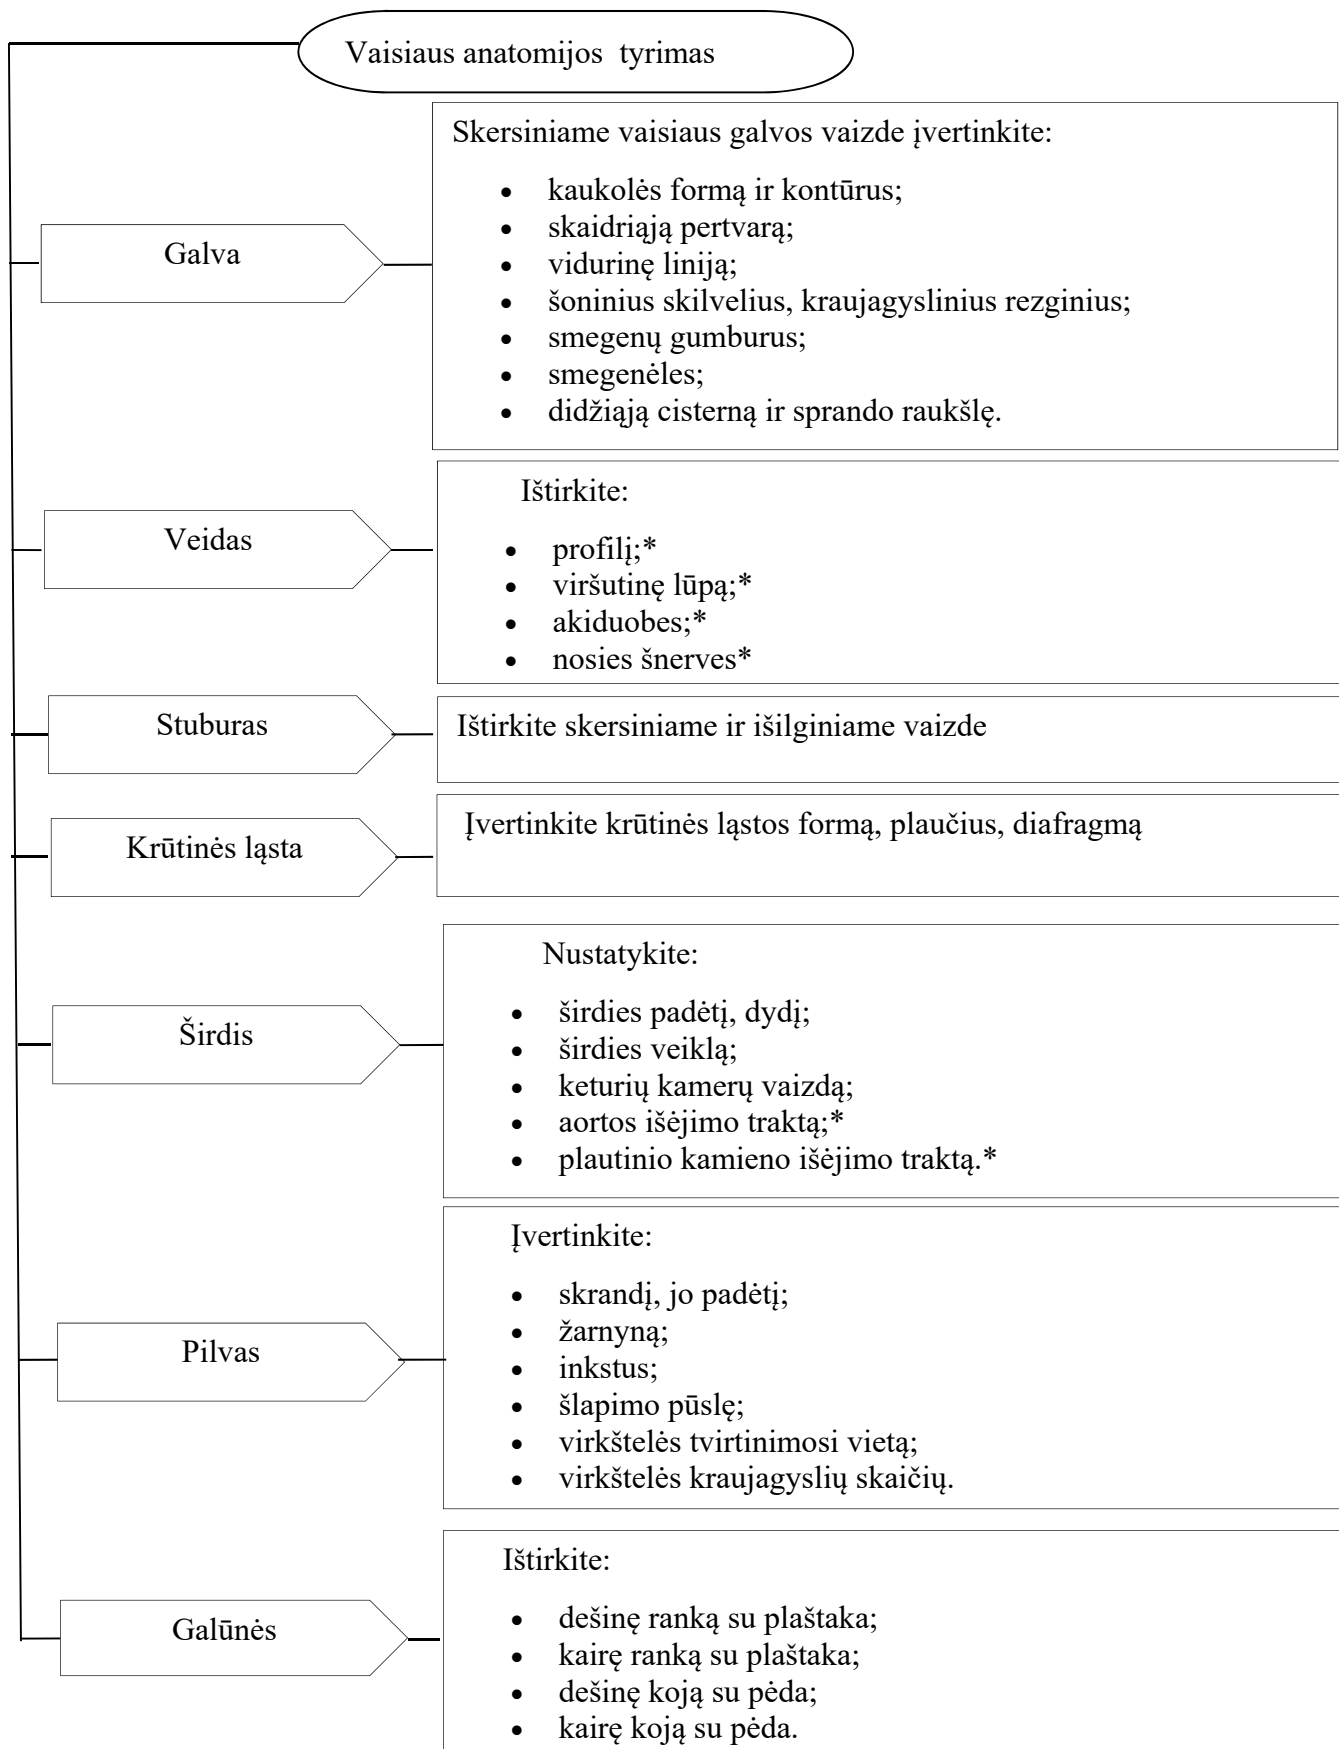 Vaisiaus anatomijos tyrimas
Galva
Skersiniame vaisiaus galvos vaizde įvertinkite:
• kaukolės formą ir kontūrus;
• skaidriąją pertvarą;
• vidurinę liniją;
• šoninius skilvelius, kraujagyslinius rezginius;
• smegenų gumburus;
• smegenėles;
• didžiąją cisterną ir sprando raukšlę.
Veidas
Ištirkite:
• profilį;*
• viršutinę lūpą;*
• akiduobes;*
• nosies šnerves*
Stuburas
Ištirkite skersiniame ir išilginiame vaizde
Krūtinės ląsta
Įvertinkite krūtinės ląstos formą, plaučius, diafragmą
Širdis
Nustatykite:
• širdies padėtį, dydį;
• širdies veiklą;
• keturių kamerų vaizdą;
• aortos išėjimo traktą;*
• plautinio kamieno išėjimo traktą.*
Pilvas
Įvertinkite:
• skrandį, jo padėtį;
• žarnyną;
• inkstus;
• šlapimo pūslę;
• virkštelės tvirtinimosi vietą;
• virkštelės kraujagyslių skaičių.
Galūnės
Ištirkite:
• dešinę ranką su plaštaka;
• kairę ranką su plaštaka;
• dešinę koją su pėda;
• kairę koją su pėda.